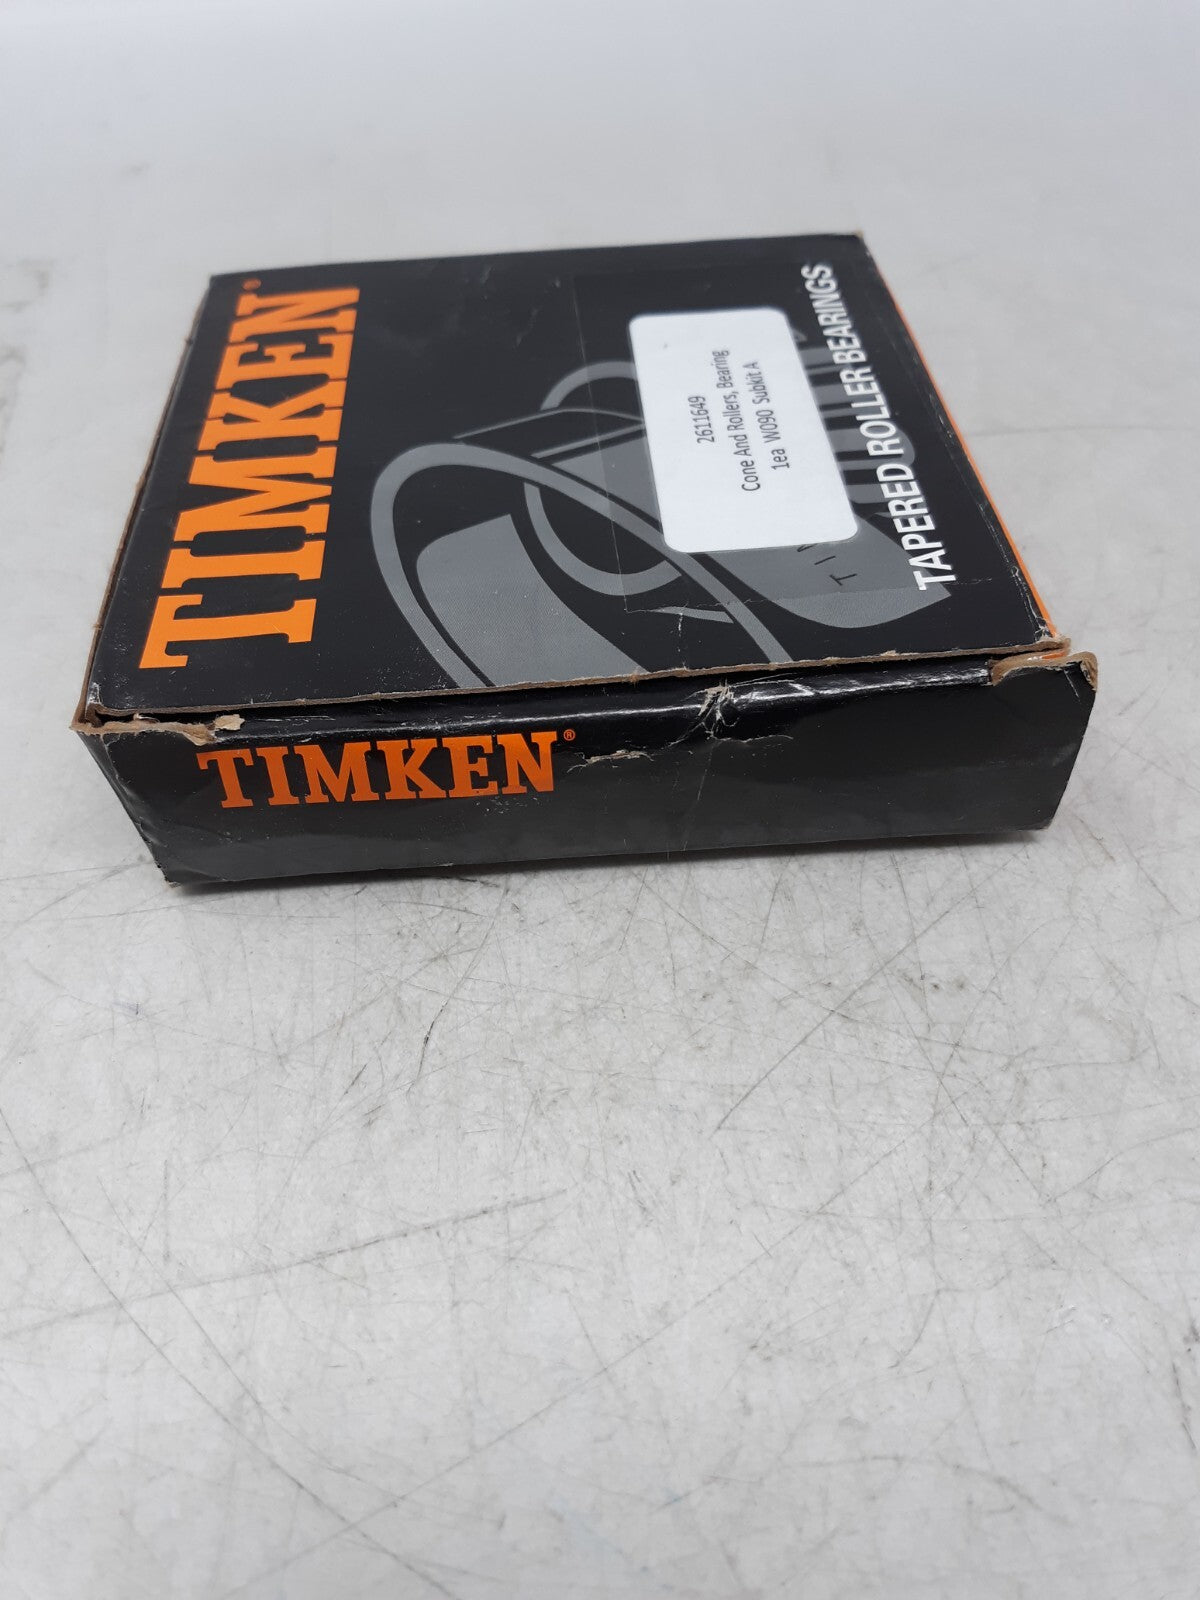 TIMKEN®
2611649
Cone And Rollers, Bearing
1ea W090 Subkit A
TAPERED ROLLER BEARINGS
TIMKEN®